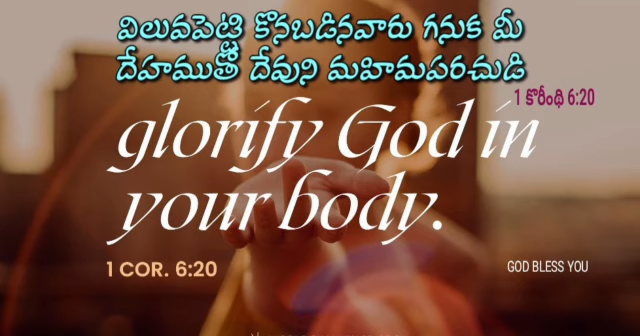 విలువపెట్టి కొనబడినవారు గనుక మీ
దేహముతో దేవుని మహిమపరచుడి
1 కొరీంథి 6:20
glorify God in
your body.
1 COR. 6:20
GOD BLESS YOU